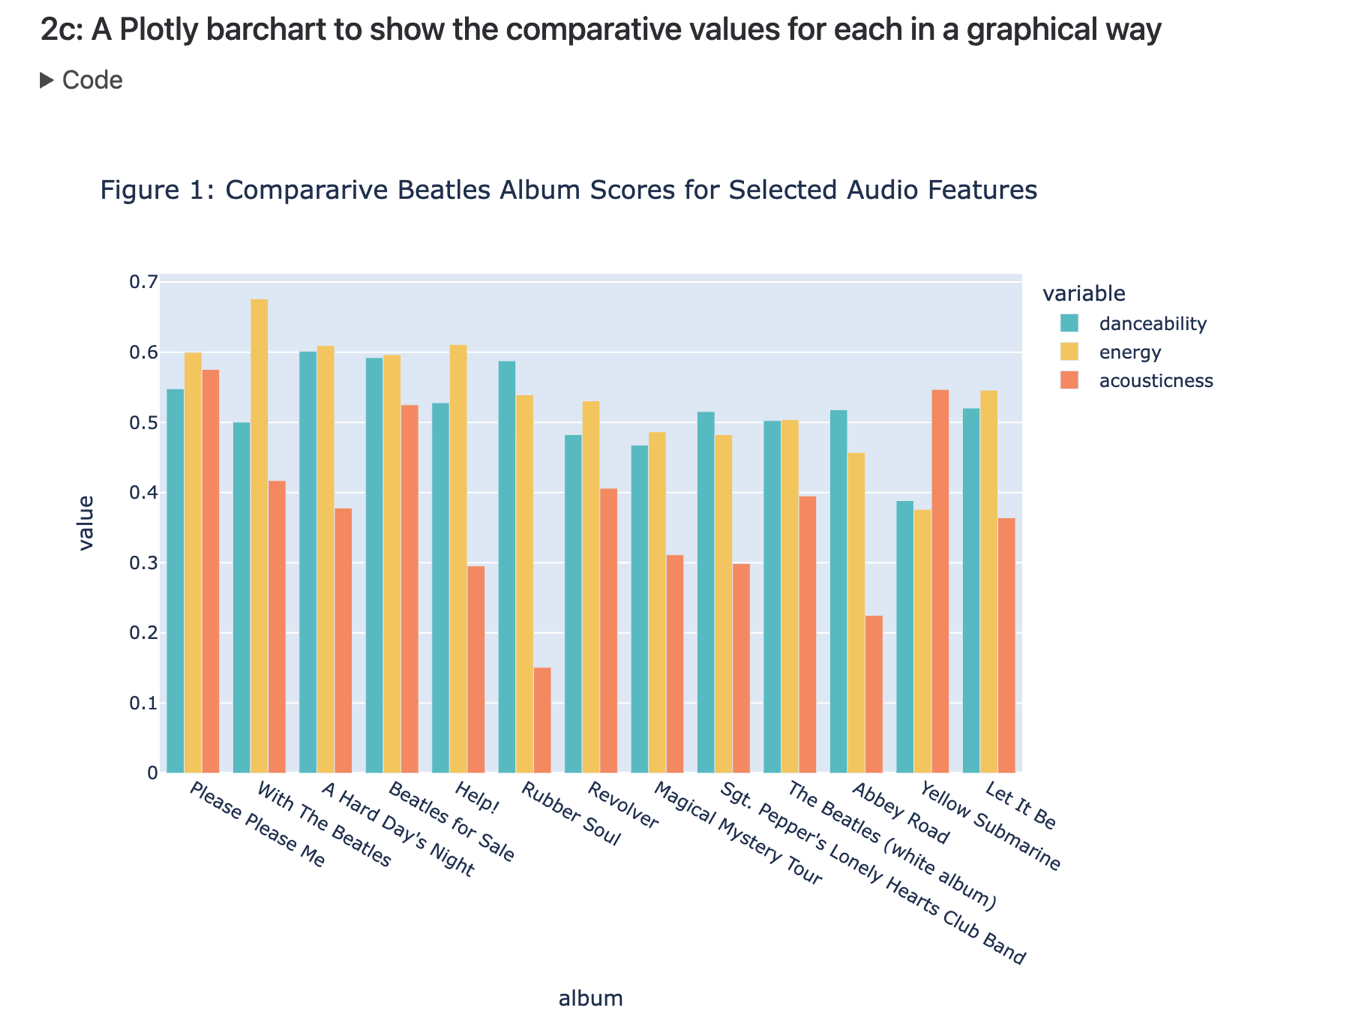 2c: A Plotly barchart to show the comparative values for each in a graphical way
Code
Figure 1: Compararive Beatles Album Scores for Selected Audio Features
0.7
0.6
0.5
0.4
0.3
0.2
0.1
0
value
variable
danceability
energy
acousticness
Please Please Me
With The Beatles
A Hard Day's Night
Beatles for Sale
Help!
Rubber Soul
Revolver
Magical Mystery Tour
Sgt. Pepper's Lonely Hearts Club Band
The Beatles (white album)
Abbey Road
Yellow Submarine
Let It Be
album